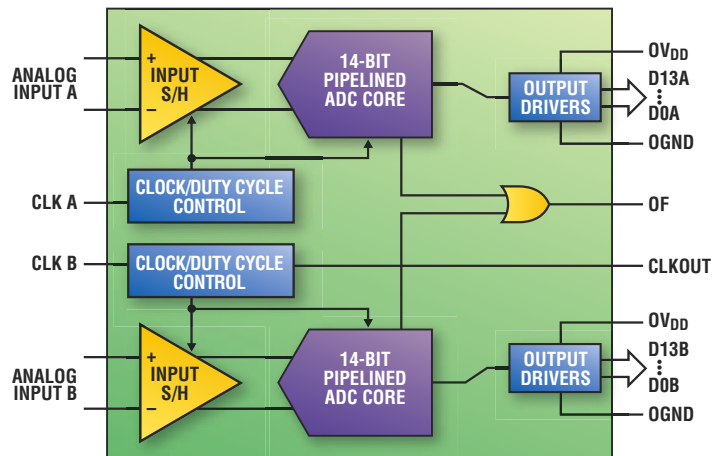 ANALOG
INPUT A
+
−
INPUT
S/H
14-BIT
PIPELINED
ADC CORE
OUTPUT
DRIVERS
OVDD
D13A
D0A
OGND
CLK A
CLOCK/DUTY CYCLE
CONTROL
OF
CLK B
CLOCK/DUTY CYCLE
CONTROL
CLKOUT
ANALOG
INPUT B
+
−
INPUT
S/H
14-BIT
PIPELINED
ADC CORE
OUTPUT
DRIVERS
OVDD
D13B
D0B
OGND